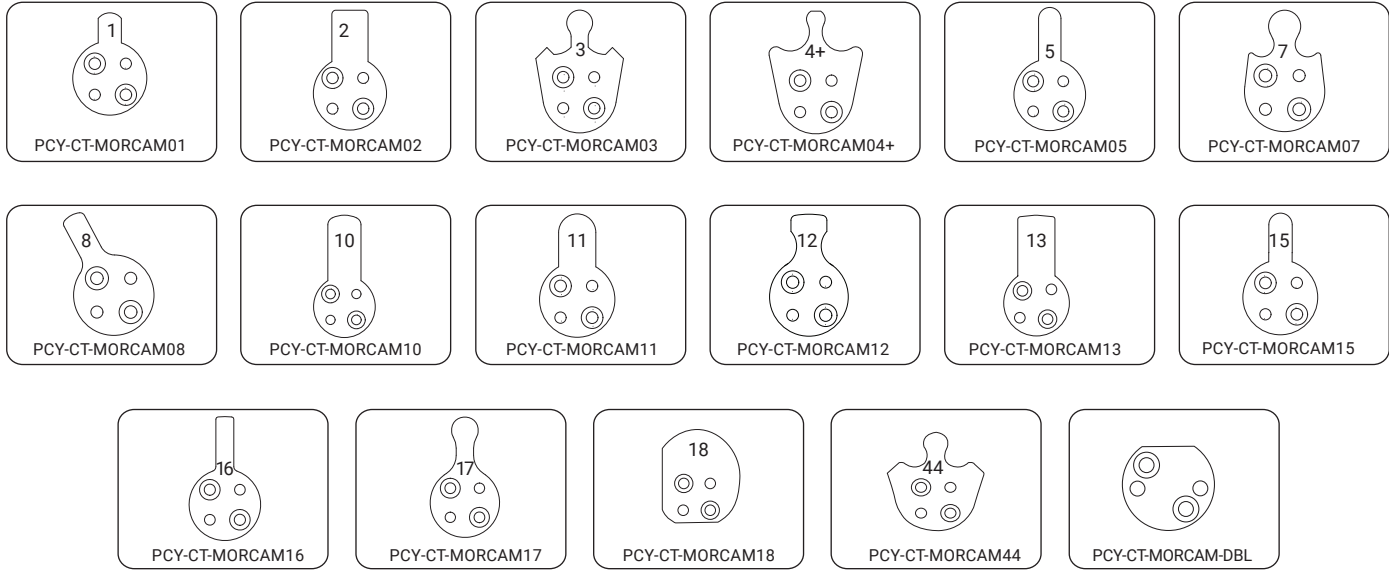 1
PCY-CT-MORCAM01
2
PCY-CT-MORCAM02
3
PCY-CT-MORCAM03
4+
PCY-CT-MORCAM04+
5
PCY-CT-MORCAM05
7
PCY-CT-MORCAM07
8
PCY-CT-MORCAM08
10
PCY-CT-MORCAM10
11
PCY-CT-MORCAM11
12
PCY-CT-MORCAM12
13
PCY-CT-MORCAM13
15
PCY-CT-MORCAM15
16
PCY-CT-MORCAM16
17
PCY-CT-MORCAM17
18
PCY-CT-MORCAM18
44
PCY-CT-MORCAM44
PCY-CT-MORCAM-DBL